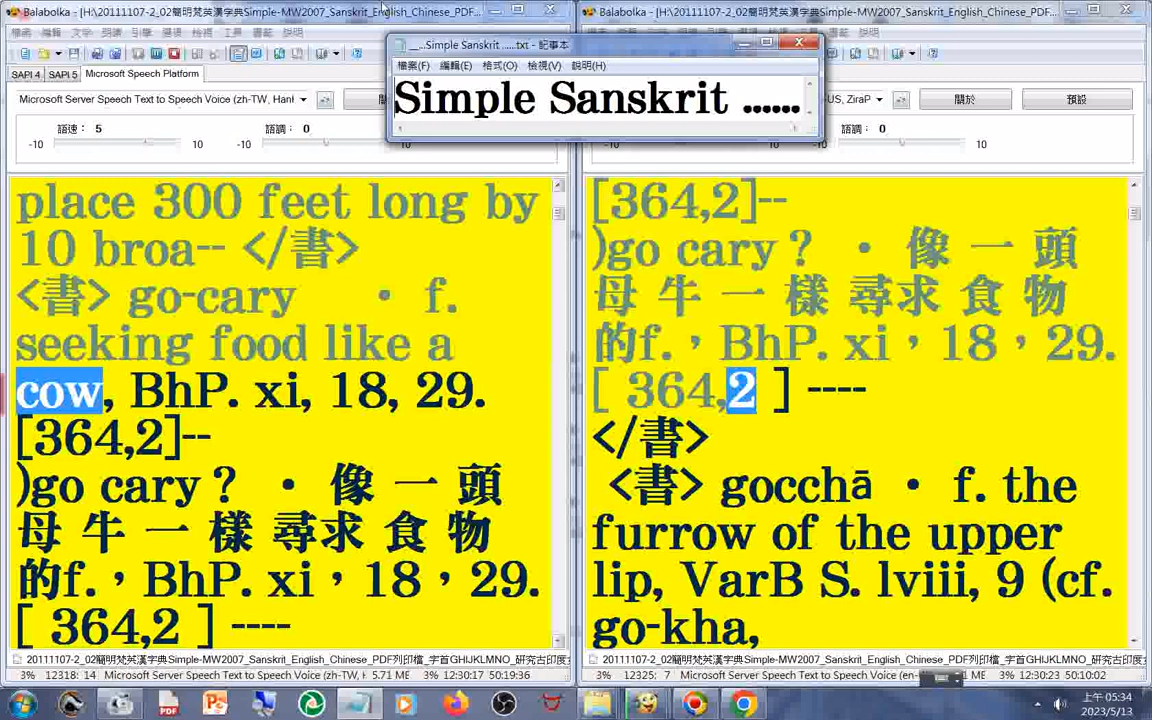 Balabolka - [H:\20111107-2_02簡明梵英漢字典Simple-MW2007_Sanskrit_English_Chinese_PDF...
Balabolka - [H:\20111107-2_02簡明梵英漢字典Simple-MW2007_Sanskrit_English_Chinese_PDF...
__...Simple Sanskrit ......txt - 記事本
檔案(F) 編輯(E) 格式(O) 檢視(V) 說明(H)
Simple Sanskrit ......
SAPI 4 SAPI 5 Microsoft Speech Platform
Microsoft Server Speech Text to Speech Voice (zh-TW, Han
US, ZiraP
關於
預設
語速: 5
語調: 0
語調: 0
-10 10 -10
10
place 300 feet long by
10 broa-- </書>
<書> go-cary • f.
seeking food like a
cow, BhP. xi, 18, 29.
[364,2]--
)go cary? • 像 一 頭
母 牛 一 樣 尋求 食 物
的f.,BhP. xi,18,29.
[ 364,2 ] ----
[364,2]--
)go cary? • 像 一 頭
母 牛 一 樣 尋求 食 物
的f.,BhP. xi,18,29.
[ 364,2 ] ----
</書>
<書> gocchā • f. the
furrow of the upper
lip, VarB S. lviii, 9 (cf.
go-kha,
20111107-2_02簡明梵英漢字典Simple-MW2007_Sanskrit_English_Chinese_PDF列印檔_字首GHIJKLMNO_研究古印度
20111107-2_02簡明梵英漢字典Simple-MW2007_Sanskrit_English_Chinese_PDF列印檔_字首GHIJKLMNO_研究古印度
3% 12318: 14 Microsoft Server Speech Text to Speech Voice (zh-TW, 5.71 ME 12:30:17 50:19:36
3% 12325: 7 Microsoft Server Speech Text to Speech Voice (en- 12:30:23 50:10:02
上午 05:34
2023/5/13